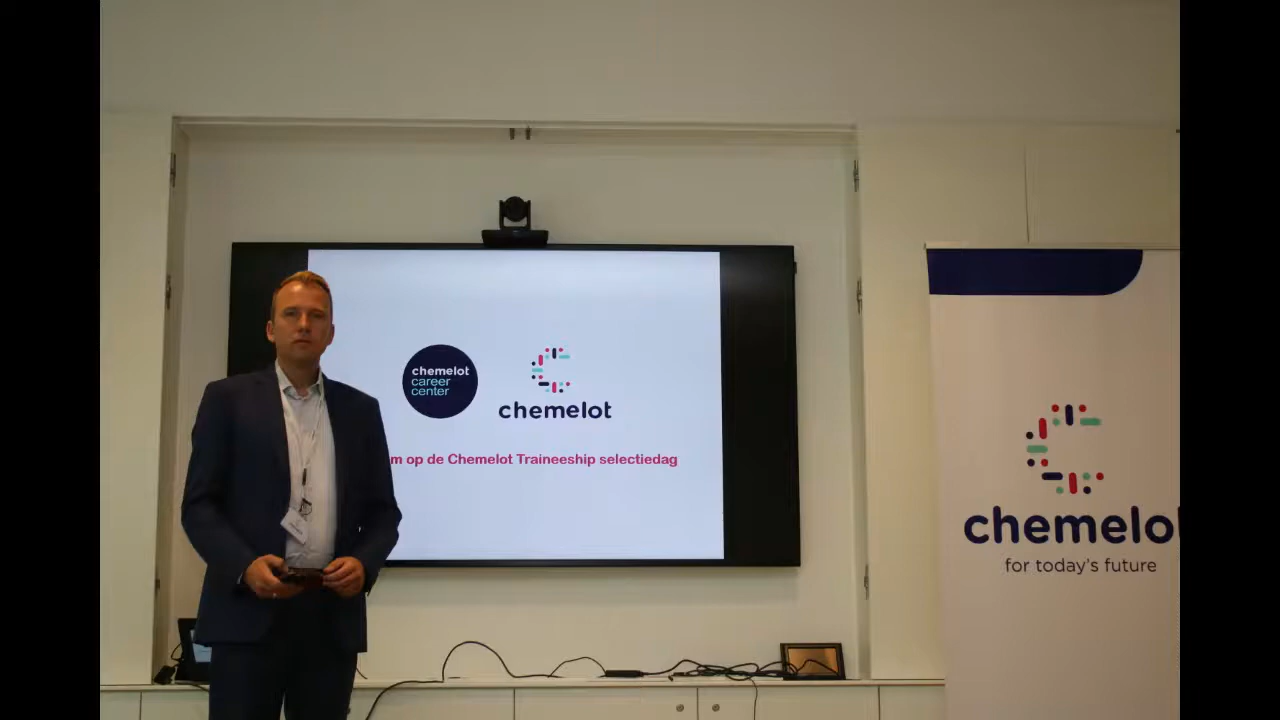 chemelot
career
center
chemelot
m op de Chemelot Traineeship selectiedag
chemelot
for today's future